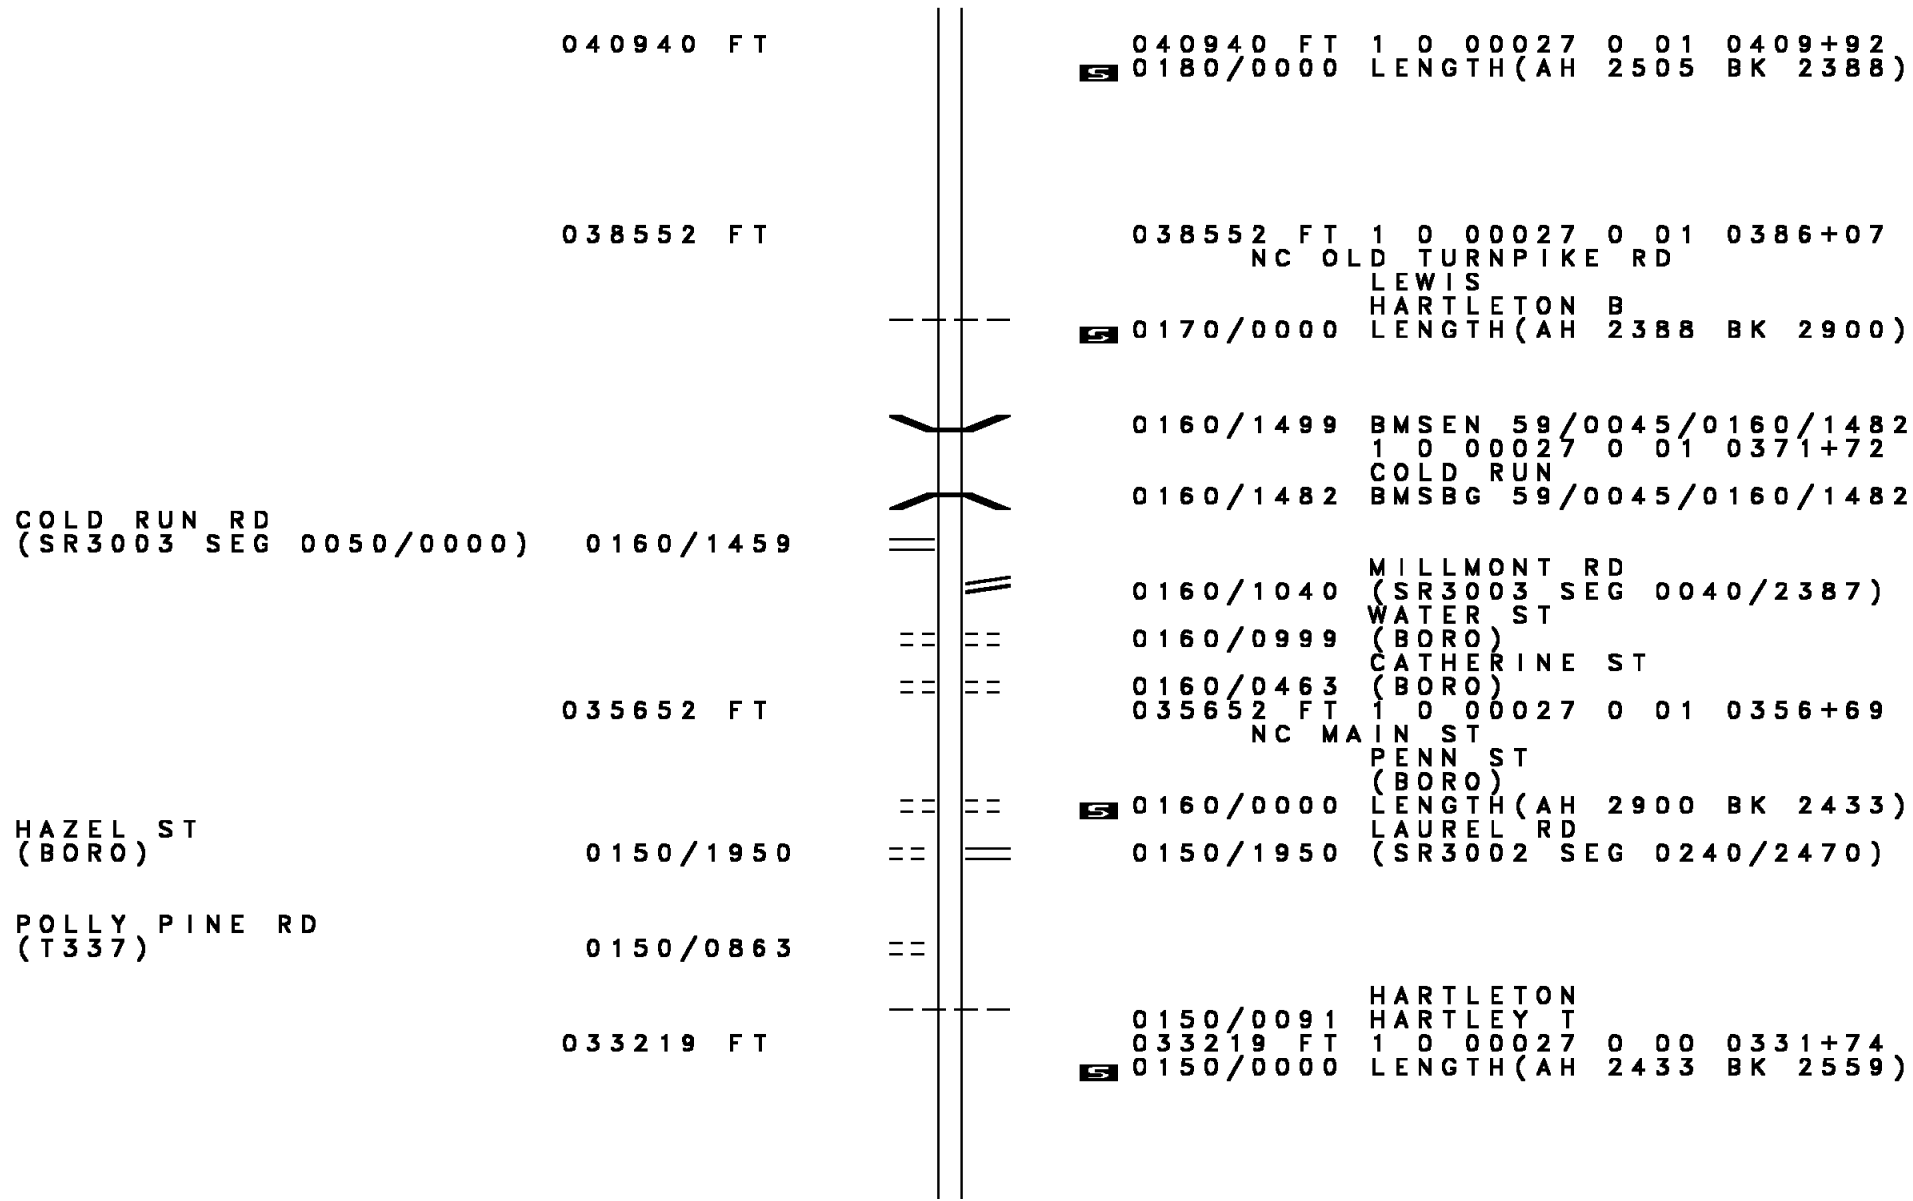 040940 FT 040940 FT 1 0 00027 0 01 0409+92
S 0180/0000 LENGTH(AH 2505 BK 2388)
038552 FT 038552 FT 1 0 00027 0 01 0386+07
NC OLD TURNPIKE RD
LEWIS
HARTLETON B
S 0170/0000 LENGTH(AH 2388 BK 2900)
0160/1499 BMSEN 59/0045/0160/1482
1 0 00027 0 01 0371+72
COLD RUN
0160/1482 BMSBG 59/0045/0160/1482
COLD RUN RD
(SR3003 SEG 0050/0000) 0160/1459
MILLMONT RD
0160/1040 (SR3003 SEG 0040/2387)
WATER ST
0160/0999 (BORO)
CATHERINE ST
0160/0463 (BORO)
035652 FT 035652 FT 1 0 00027 0 01 0356+69
NC MAIN ST
PENN ST
(BORO)
S 0160/0000 LENGTH(AH 2900 BK 2433)
HAZEL ST LAUREL RD
(BORO) 0150/1950 0150/1950 (SR3002 SEG 0240/2470)
POLLY PINE RD
(T337) 0150/0863
HARTLETON
0150/0091 HARTLEY T
033219 FT 033219 FT 1 0 00027 0 00 0331+74
S 0150/0000 LENGTH(AH 2433 BK 2559)